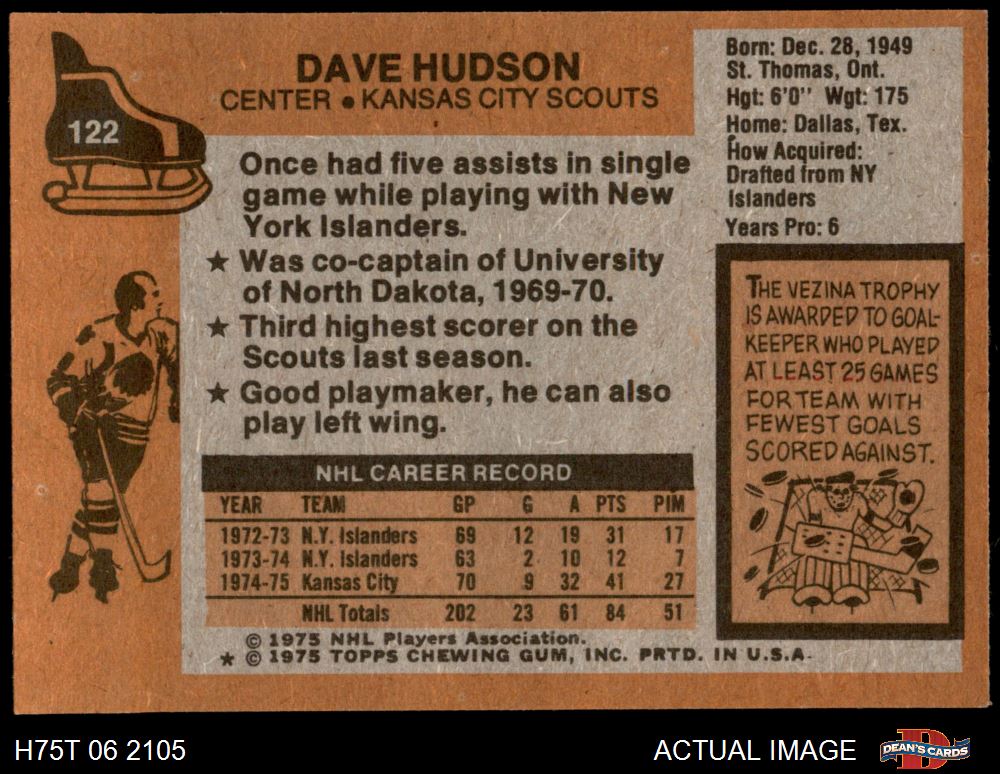 122
DAVE HUDSON
CENTER • KANSAS CITY SCOUTS
Once had five assists in single
game while playing with New
York Islanders.
★ Was co-captain of University
of North Dakota, 1969-70.
★ Third highest scorer on the
Scouts last season.
★ Good playmaker, he can also
play left wing.
Born: Dec. 28, 1949
St. Thomas, Ont.
Hgt: 6'0" Wgt: 175
Home: Dallas, Tex.
How Acquired:
Drafted from NY
Islanders
Years Pro: 6
THE VEZINA TROPHY
IS AWARDED TO GOAL-
KEEPER WHO PLAYED
AT LEAST 25 GAMES
FOR TEAM WITH
FEWEST GOALS
SCORED AGAINST.
NHL CAREER RECORD
YEAR TEAM GP G A PTS PIM
1972-73 N.Y. Islanders 69 12 19 31 17
1973-74 N.Y. Islanders 63 2 10 12 7
1974-75 Kansas City 70 9 32 41 27
NHL Totals 202 23 61 84 51
© 1975 NHL Players Association.
★ © 1975 TOPPS CHEWING GUM, INC. PRTD. IN U.S.A.
H75T 06 2105
ACTUAL IMAGE
DEAN'S CARDS